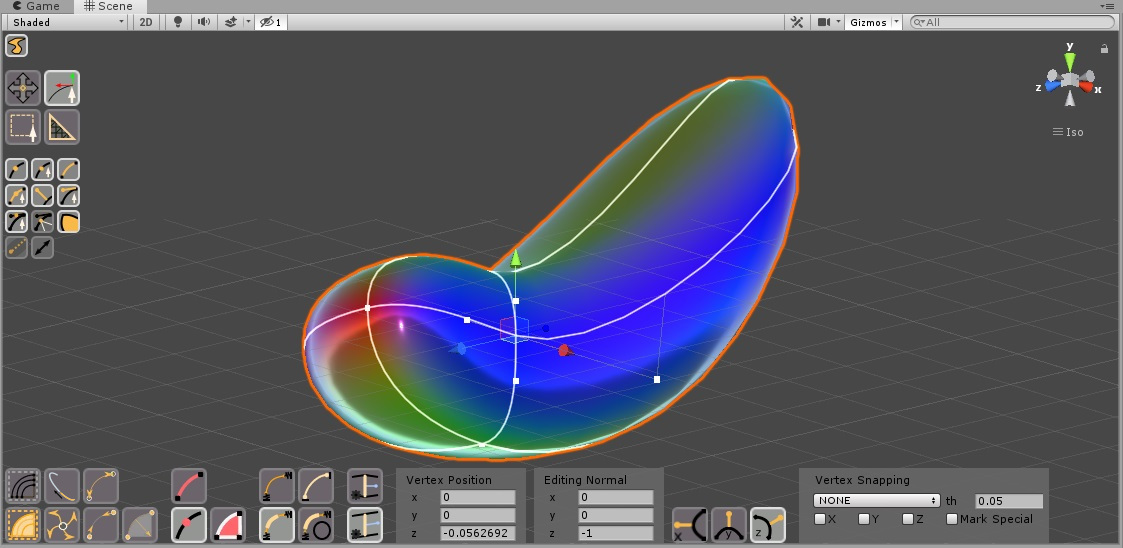 Game Scene
Shaded 2D 1 Gizmos All
y
z x
Iso
Vertex Position
x 0
y 0
z -0.0562692
Editing Normal
x 0
y 0
z -1
X y z
Vertex Snapping
NONE th 0.05
X Y Z Mark Special